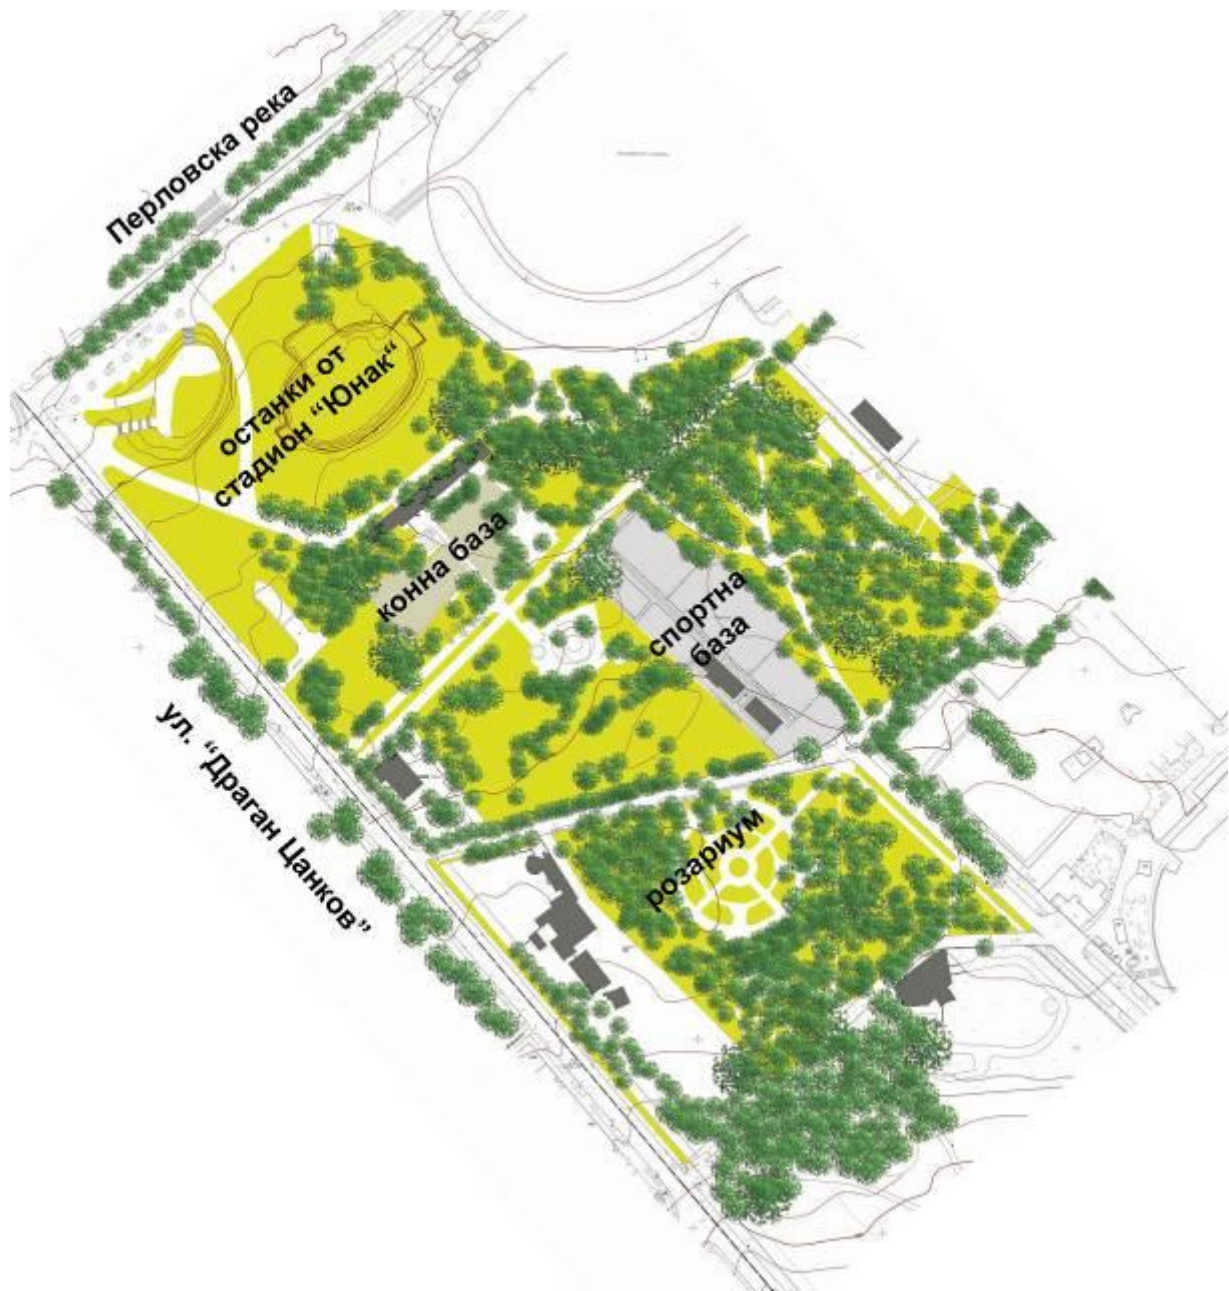 Перловска река
останки от
стадион “Юнак“
конна база
спортна
база
ул. “Драган Цанков”
розариум